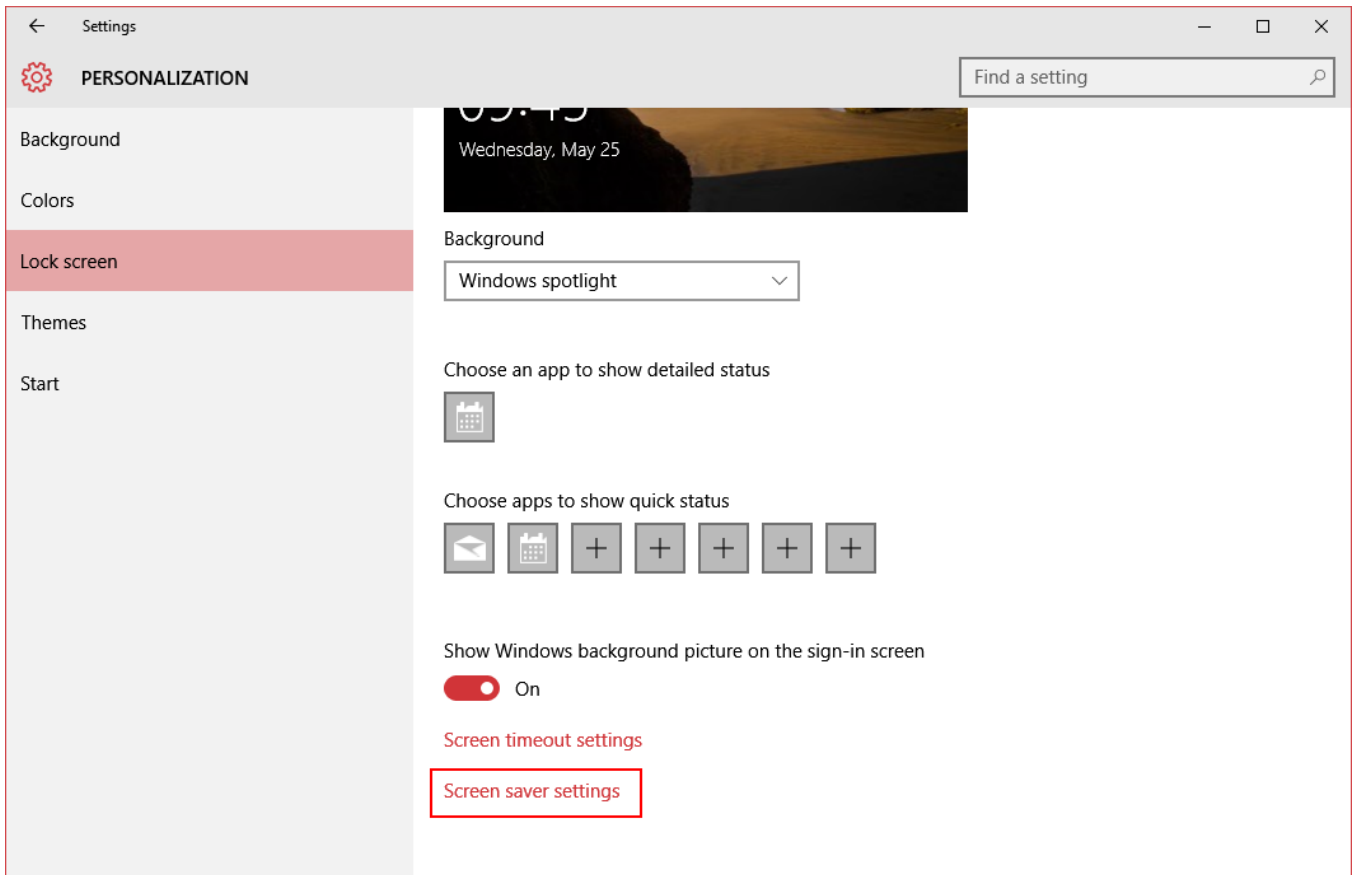 Settings
PERSONALIZATION
Find a setting
Background
Colors
Lock screen
Themes
Start
Wednesday, May 25
Background
Windows spotlight
Choose an app to show detailed status
Choose apps to show quick status
Show Windows background picture on the sign-in screen
On
Screen timeout settings
Screen saver settings